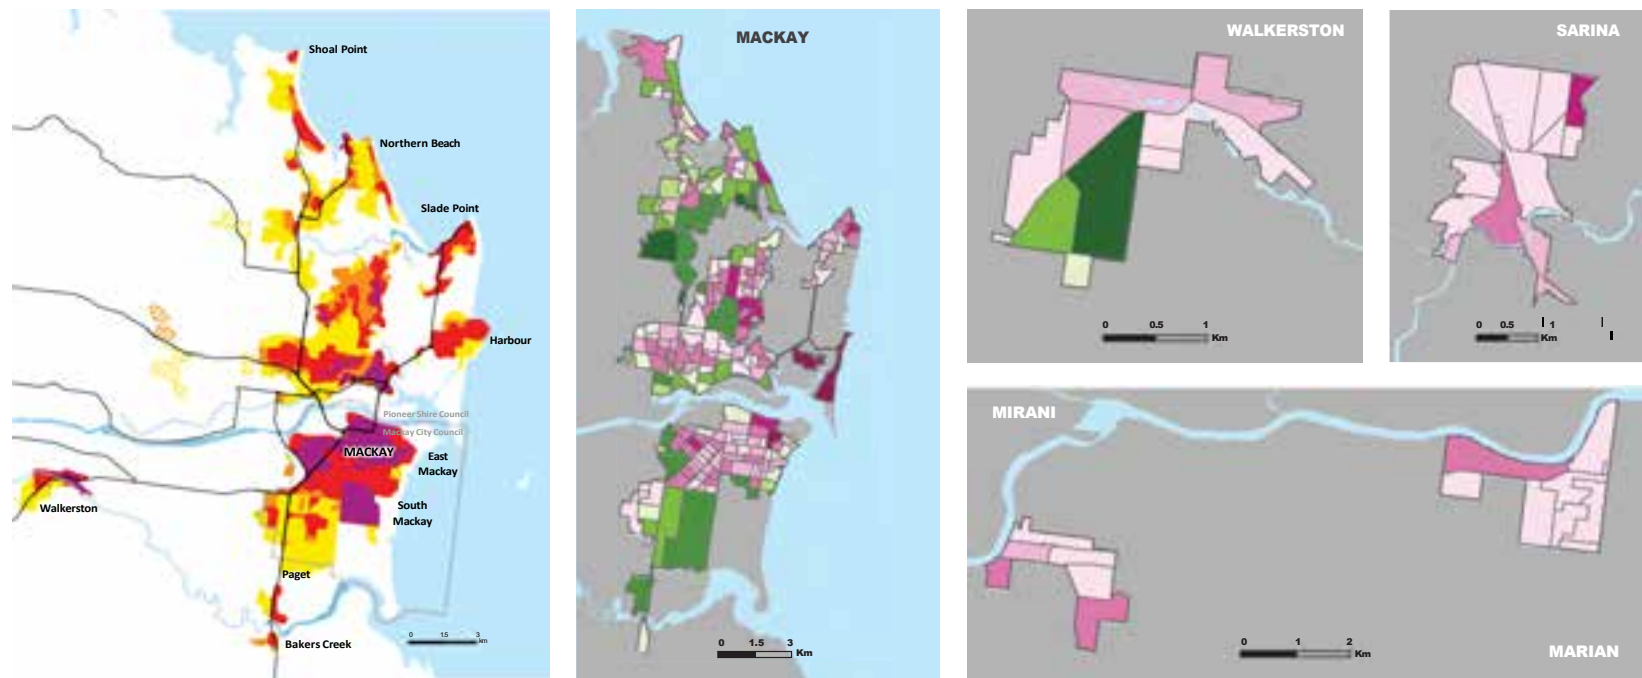 Shoal Point
Northern Beach
Slade Point
Harbour
Pioneer Shire Council
Mackay City Council
MACKAY
East
Mackay
South
Mackay
Walkerston
Paget
Bakers Creek
0 1.5 3
km
MACKAY
0 1.5 3
Km
WALKERSTON
0 0.5 1
Km
SARINA
0 0.5 1
Km
MIRANI
0 1 2
Km
MARIAN